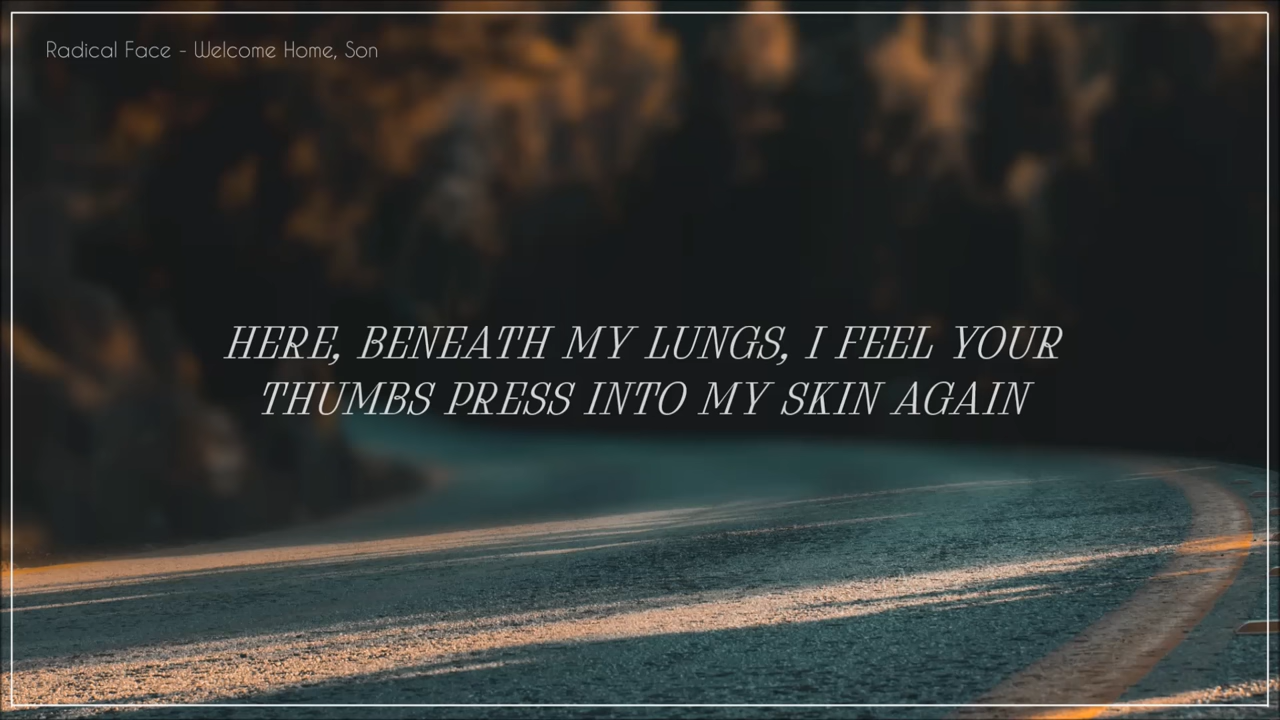 Radical Face - Welcome Home, Son
HERE, BENEATH MY LUNGS, I FEEL YOUR
THUMBS PRESS INTO MY SKIN AGAIN